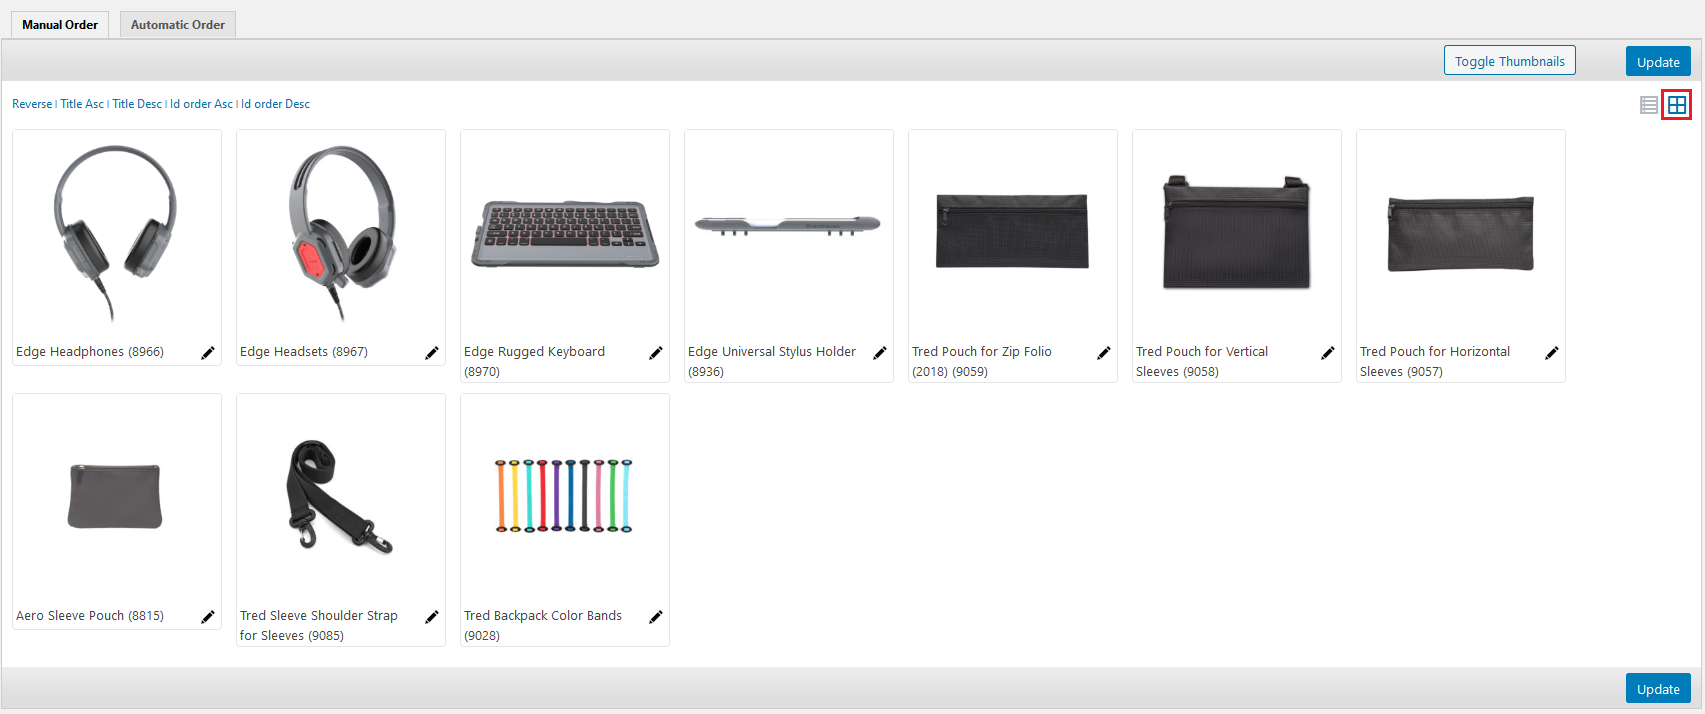 Manual Order
Automatic Order
Toggle Thumbnails
Update
Reverse | Title Asc | Title Desc | Id order Asc | Id order Desc
Edge Headphones (8966)
Edge Headsets (8967)
Edge Rugged Keyboard
(8970)
Edge Universal Stylus Holder
(8936)
Tred Pouch for Zip Folio
(2018) (9059)
Tred Pouch for Vertical
Sleeves (9058)
Tred Pouch for Horizontal
Sleeves (9057)
Aero Sleeve Pouch (8815)
Tred Sleeve Shoulder Strap
for Sleeves (9085)
Tred Backpack Color Bands
(9028)
Update